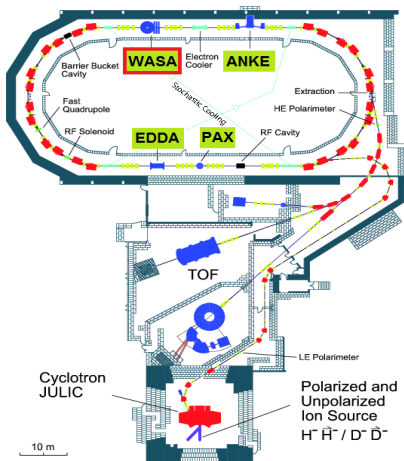 Barrier Bucket
Cavity
WASA
Electron
Cooler
ANKE
Stochastic Cooling
Extraction
HE Polarimeter
Fast
Quadrupole
RF Solenoid
EDDA
PAX
RF Cavity
TOF
LE Polarimeter
Cyclotron
JULIC
Polarized and
Unpolarized
Ion Source
H⁻ H⃗⁻ / D⁻ D⃗⁻
10 m